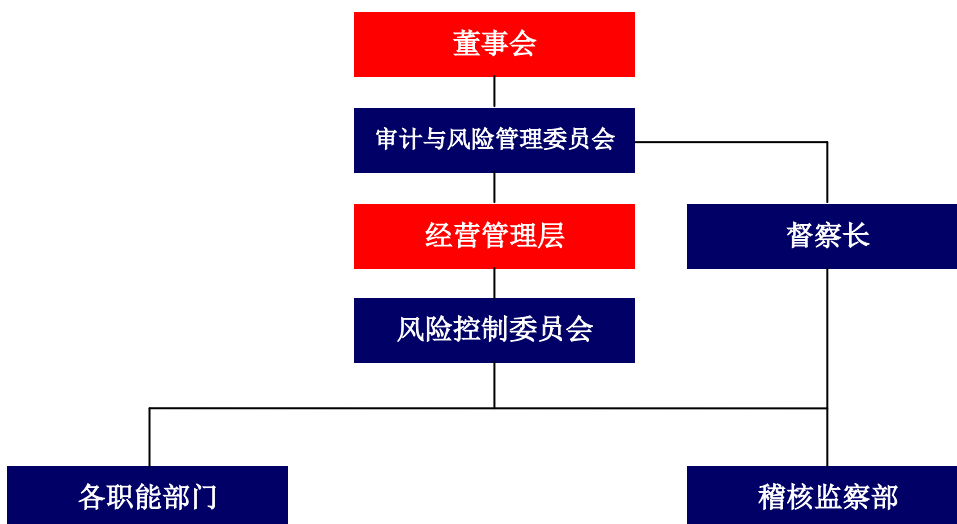 董事会
审计与风险管理委员会
经营管理层
督察长
风险控制委员会
各职能部门
稽核监察部